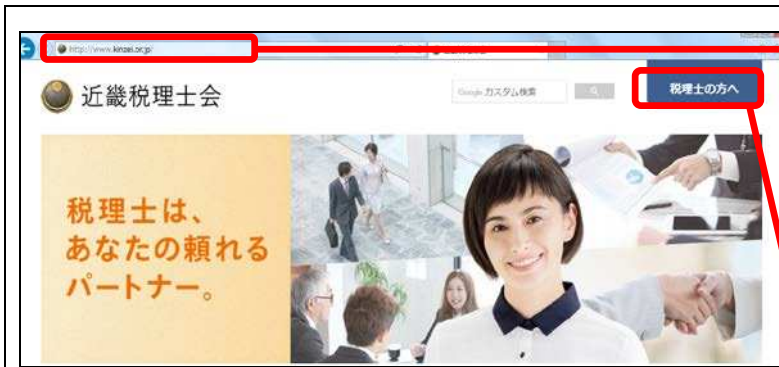 http://www.kinzei.or.jp/
近畿税理士会
Google カスタム検索
税理士の方へ
税理士は、
あなたの頼れる
パートナー。